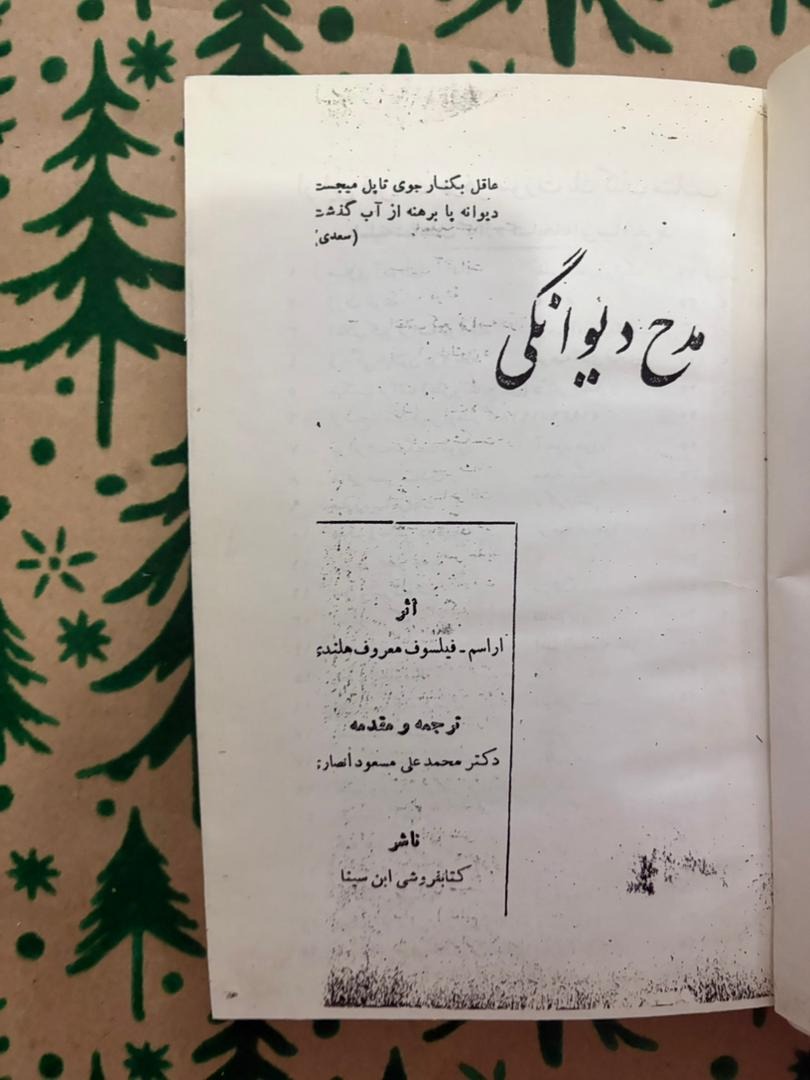 عاقل بکنار جوی تا پل میجست
دیوانه پا برهنه از آب گذشت
(سعدی)
مدح دیوانگی
اثر
اراسم - فیلسوف معروف هلندی
ترجمه و مقدمه
دکتر محمد علی مسعود انصاری
ناشر
کتابفروشی ابن سینا